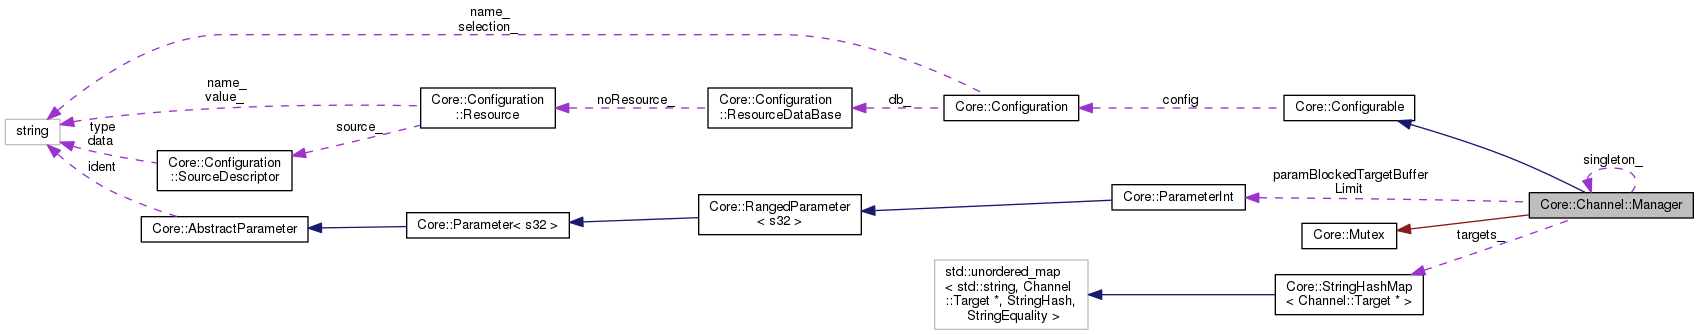 name_
selection_
name_
value_
Core::Configuration
::Resource
noResource_
Core::Configuration
::ResourceDataBase
db_
Core::Configuration
config
Core::Configurable
string
type
data
source_
Core::Configuration
::SourceDescriptor
ident
singleton_
paramBlockedTargetBuffer
Limit
Core::AbstractParameter
Core::Parameter< s32 >
Core::RangedParameter
< s32 >
Core::ParameterInt
Core::Channel::Manager
Core::Mutex
targets_
std::unordered_map
< std::string, Channel
::Target *, StringHash,
StringEquality >
Core::StringHashMap
< Channel::Target * >